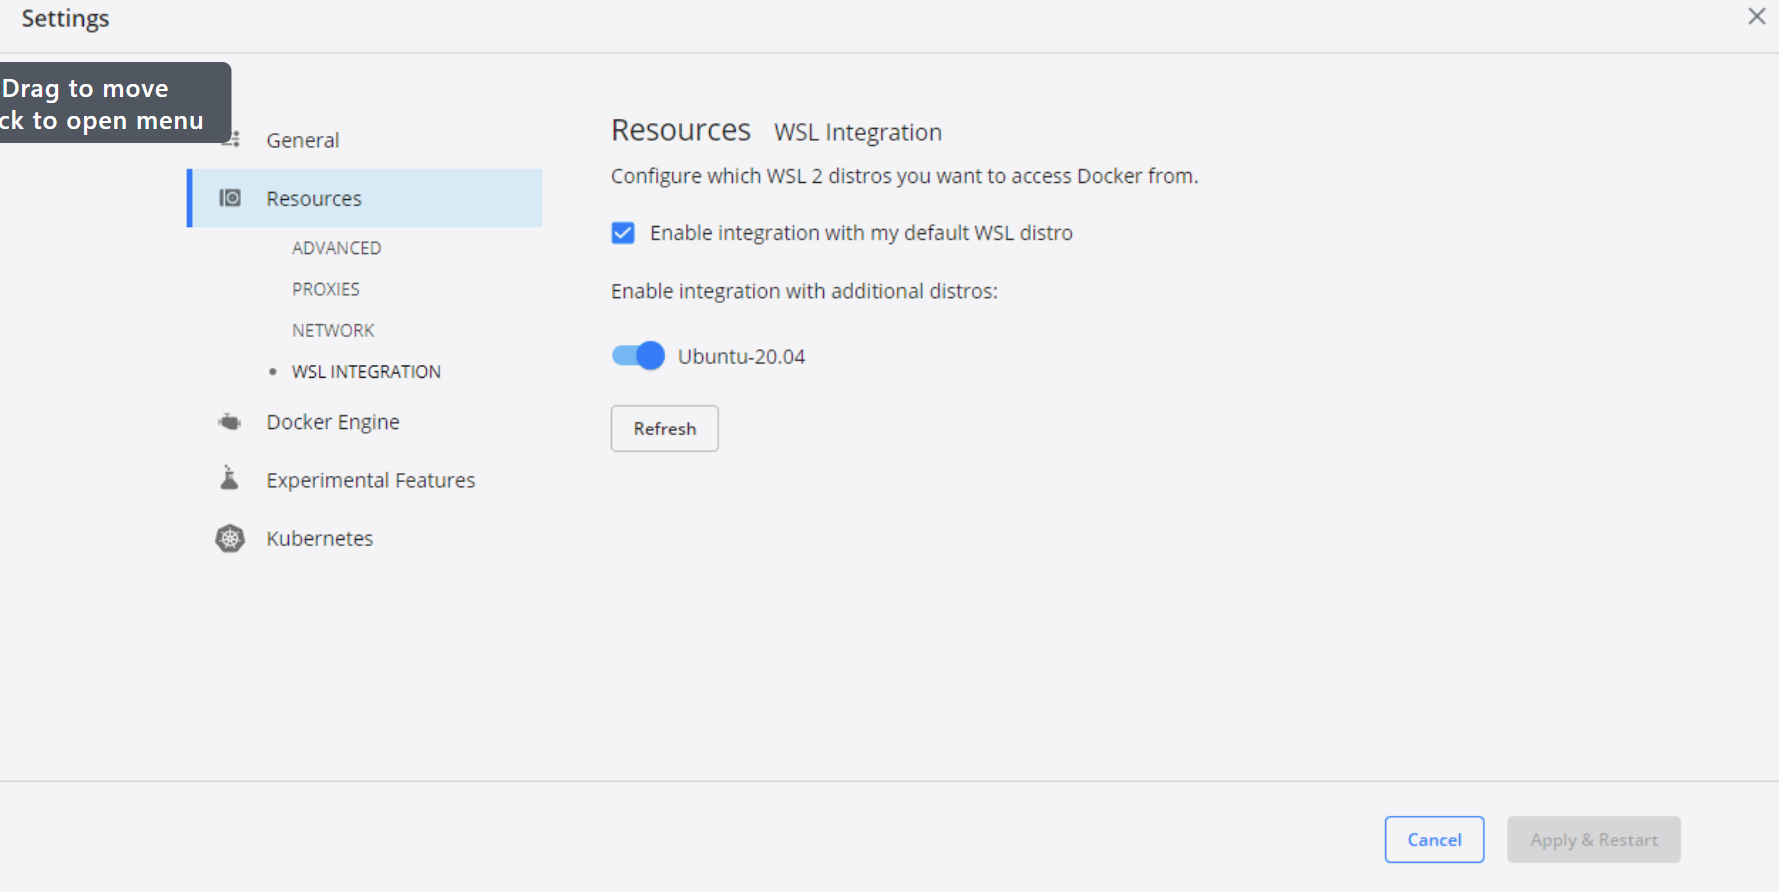 Settings
Drag to move
ck to open menu
General
Resources
ADVANCED
PROXIES
NETWORK
WSL INTEGRATION
Docker Engine
Experimental Features
Kubernetes
Resources WSL Integration
Configure which WSL 2 distros you want to access Docker from.
Enable integration with my default WSL distro
Enable integration with additional distros:
Ubuntu-20.04
Refresh
Cancel
Apply & Restart